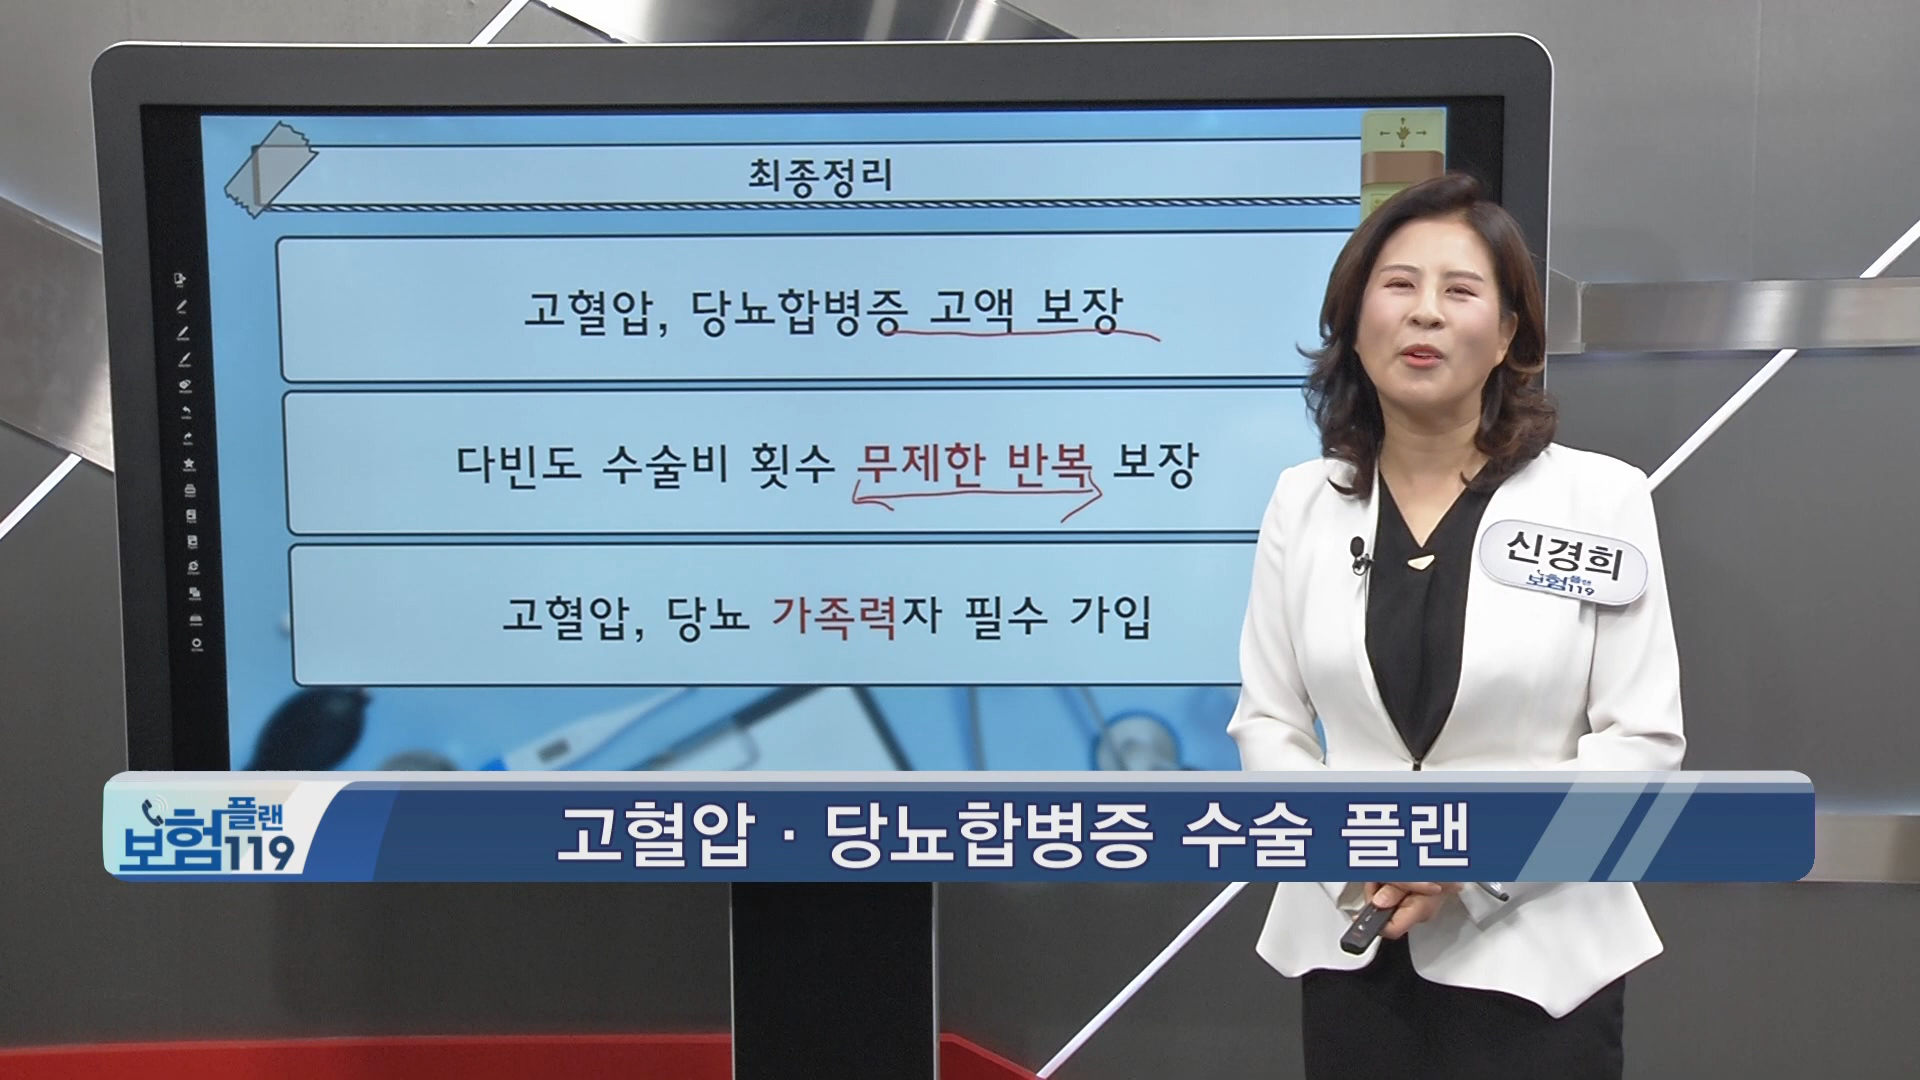 최종정리
고혈압, 당뇨합병증 고액 보장
다빈도 수술비 횟수 무제한 반복 보장
고혈압, 당뇨 가족력자 필수 가입
신경희
보험플랜119
보험플랜119
고혈압·당뇨합병증 수술 플랜